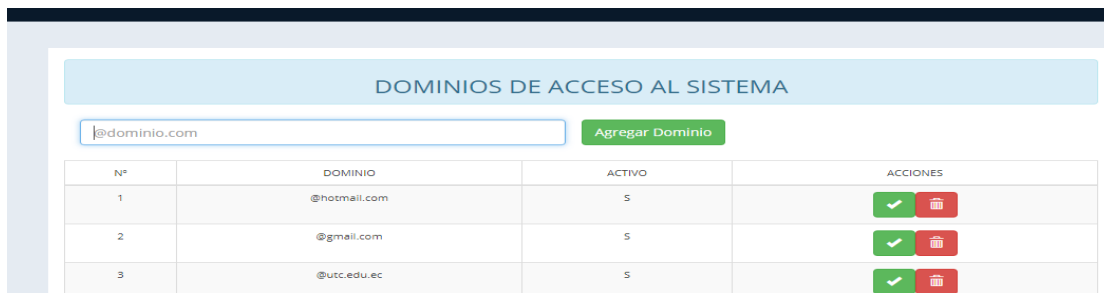 DOMINIOS DE ACCESO AL SISTEMA
@dominio.com Agregar Dominio
Nº DOMINIO ACTIVO ACCIONES
1 @hotmail.com S
2 @gmail.com S
3 @utc.edu.ec S